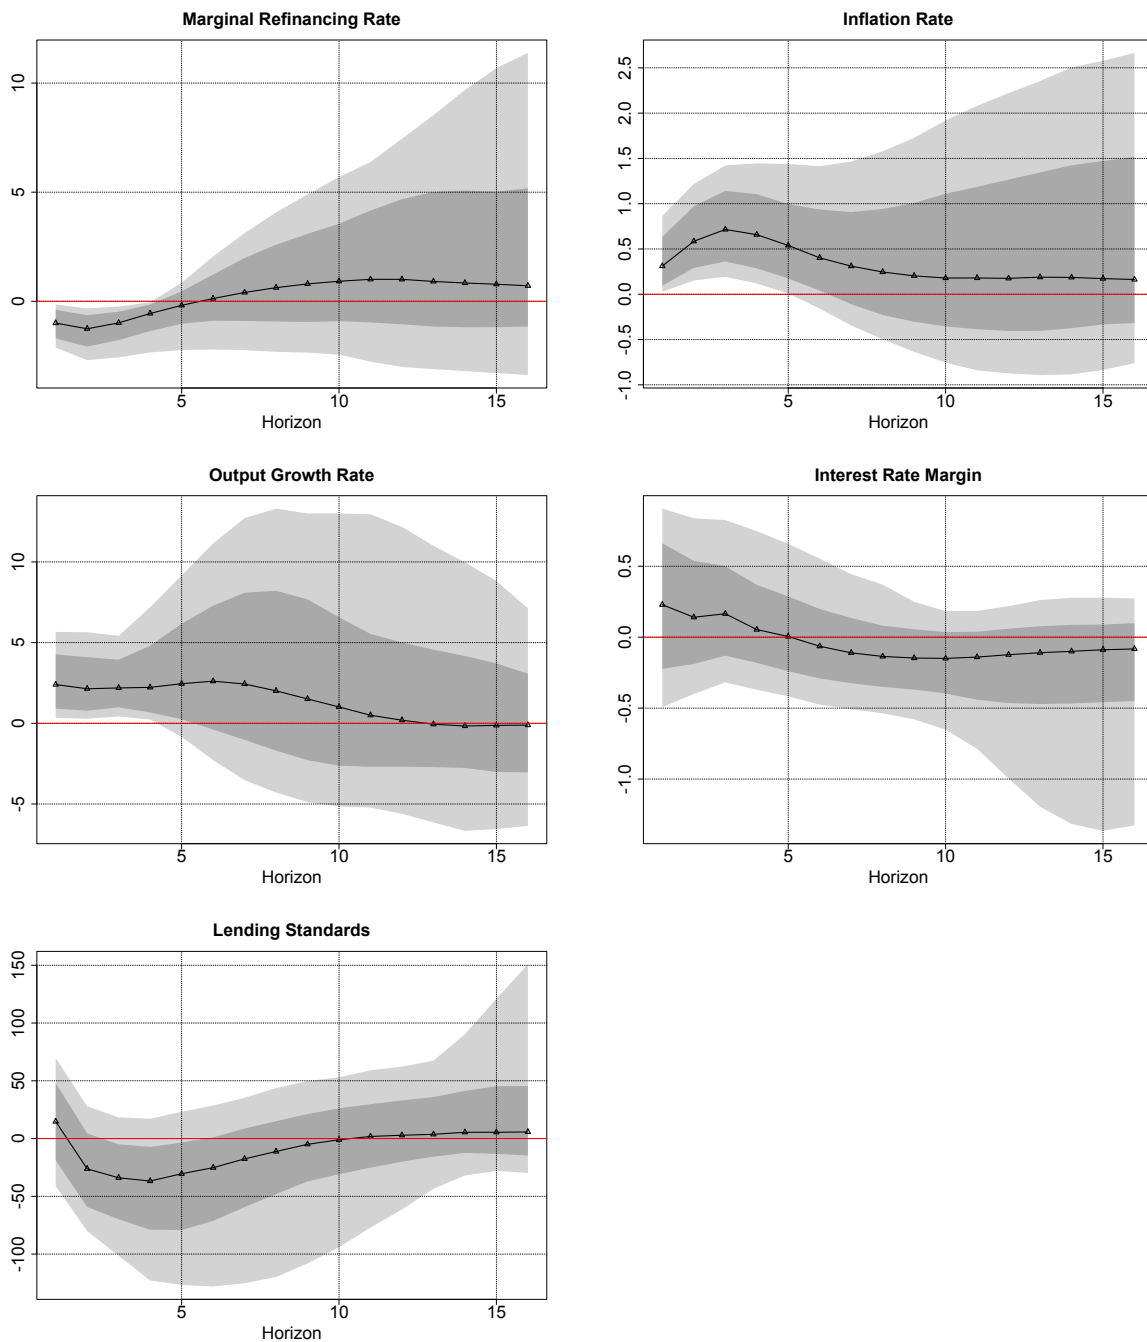 Marginal Refinancing Rate
10
5
0
5 10 15
Horizon
Inflation Rate
2.5
2.0
1.5
1.0
0.5
0.0
-0.5
-1.0
5 10 15
Horizon
Output Growth Rate
10
5
0
-5
5 10 15
Horizon
Interest Rate Margin
0.5
0.0
-0.5
-1.0
5 10 15
Horizon
Lending Standards
150
100
50
0
-50
-100
5 10 15
Horizon